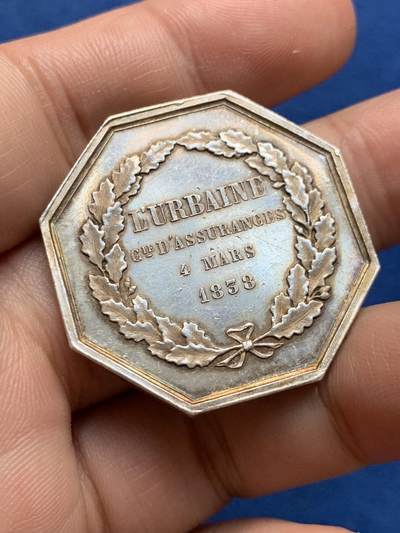 L'URBAINE
Cie D'ASSURANCES
4 MARS
1838